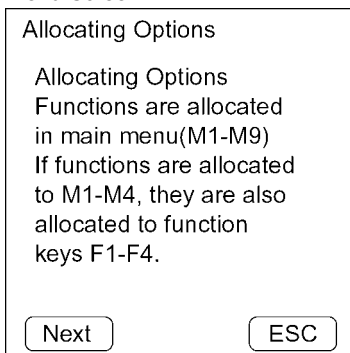 Allocating Options
Allocating Options
Functions are allocated
in main menu(M1-M9)
If functions are allocated
to M1-M4, they are also
allocated to function
keys F1-F4.
Next ESC